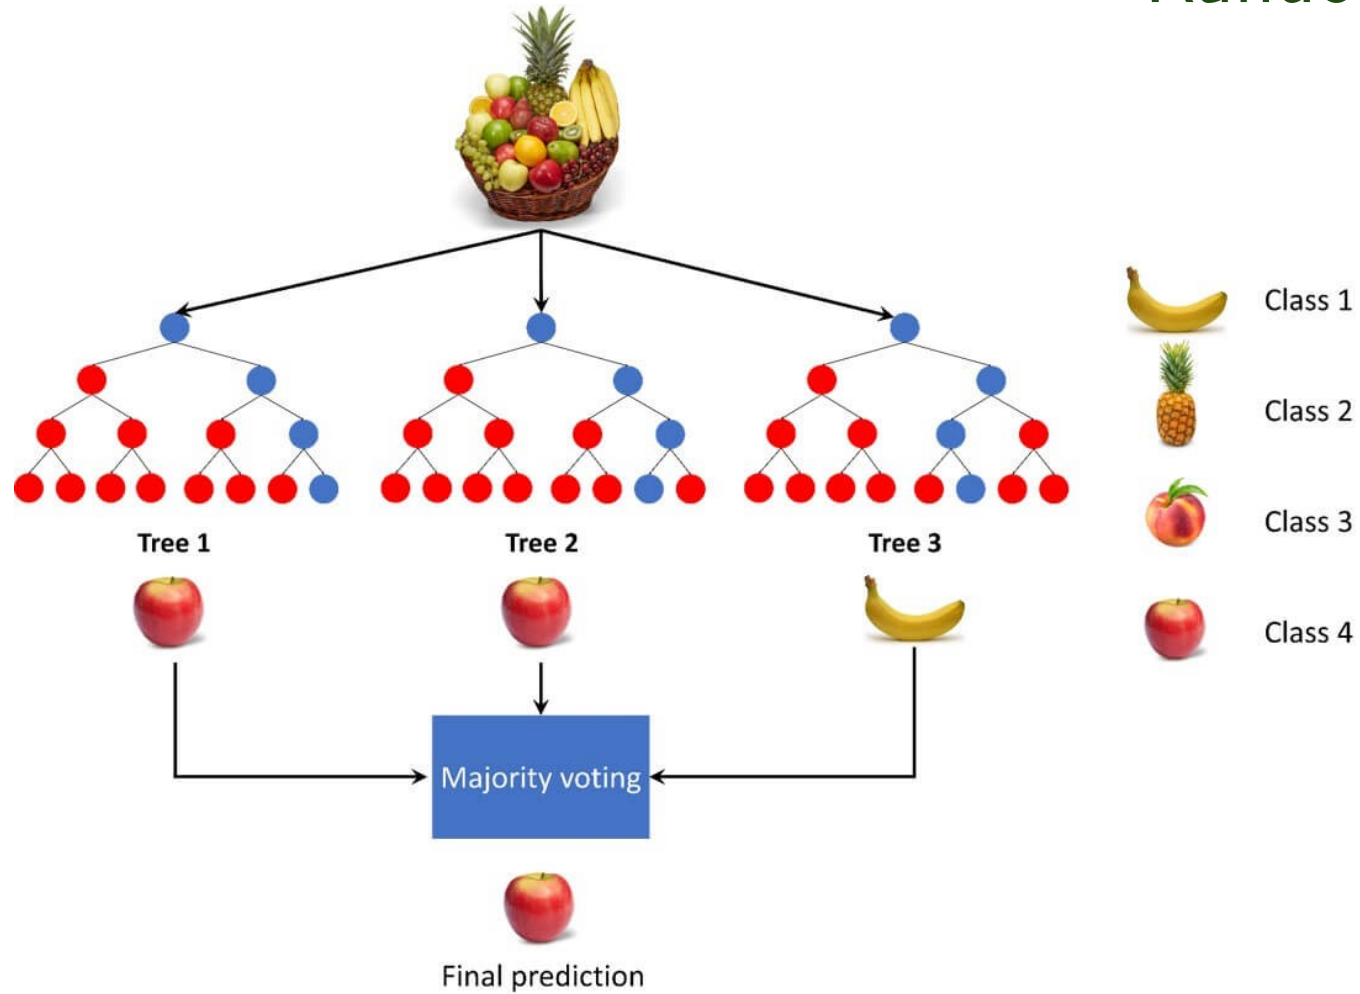 Tree 1
Tree 2
Tree 3
Class 1
Class 2
Class 3
Class 4
Majority voting
Final prediction